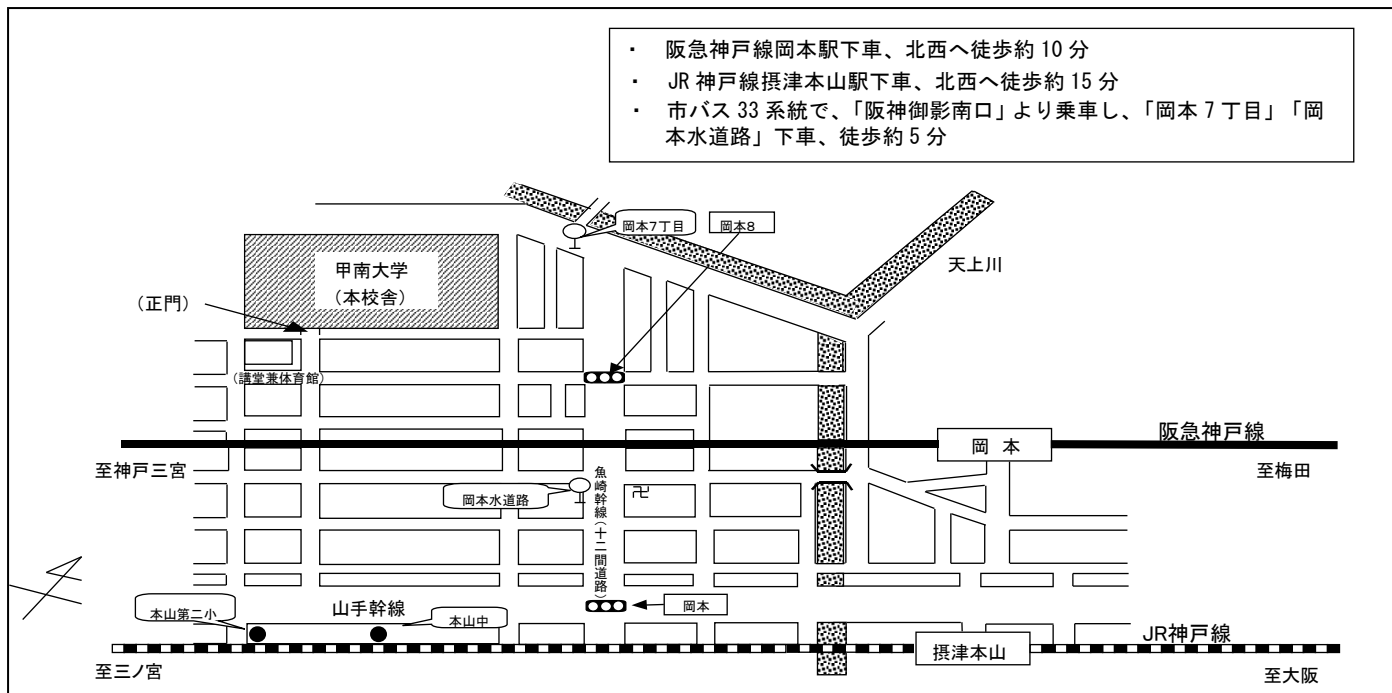 ・ 阪急神戸線岡本駅下車、北西へ徒歩約 10 分
・ JR 神戸線摂津本山駅下車、北西へ徒歩約 15 分
・ 市バス 33 系統で、「阪神御影南口」より乗車し、「岡本 7 丁目」「岡
本水道路」下車、徒歩約 5 分
岡本7丁目
岡本8
天上川
甲南大学
（本校舎）
（正門）
（講堂兼体育館）
阪急神戸線
岡 本
至神戸三宮
至梅田
岡本水道路
卍
魚崎幹線（十二間道路）
本山第二小
山手幹線
本山中
岡本
JR神戸線
摂津本山
至三ノ宮
至大阪